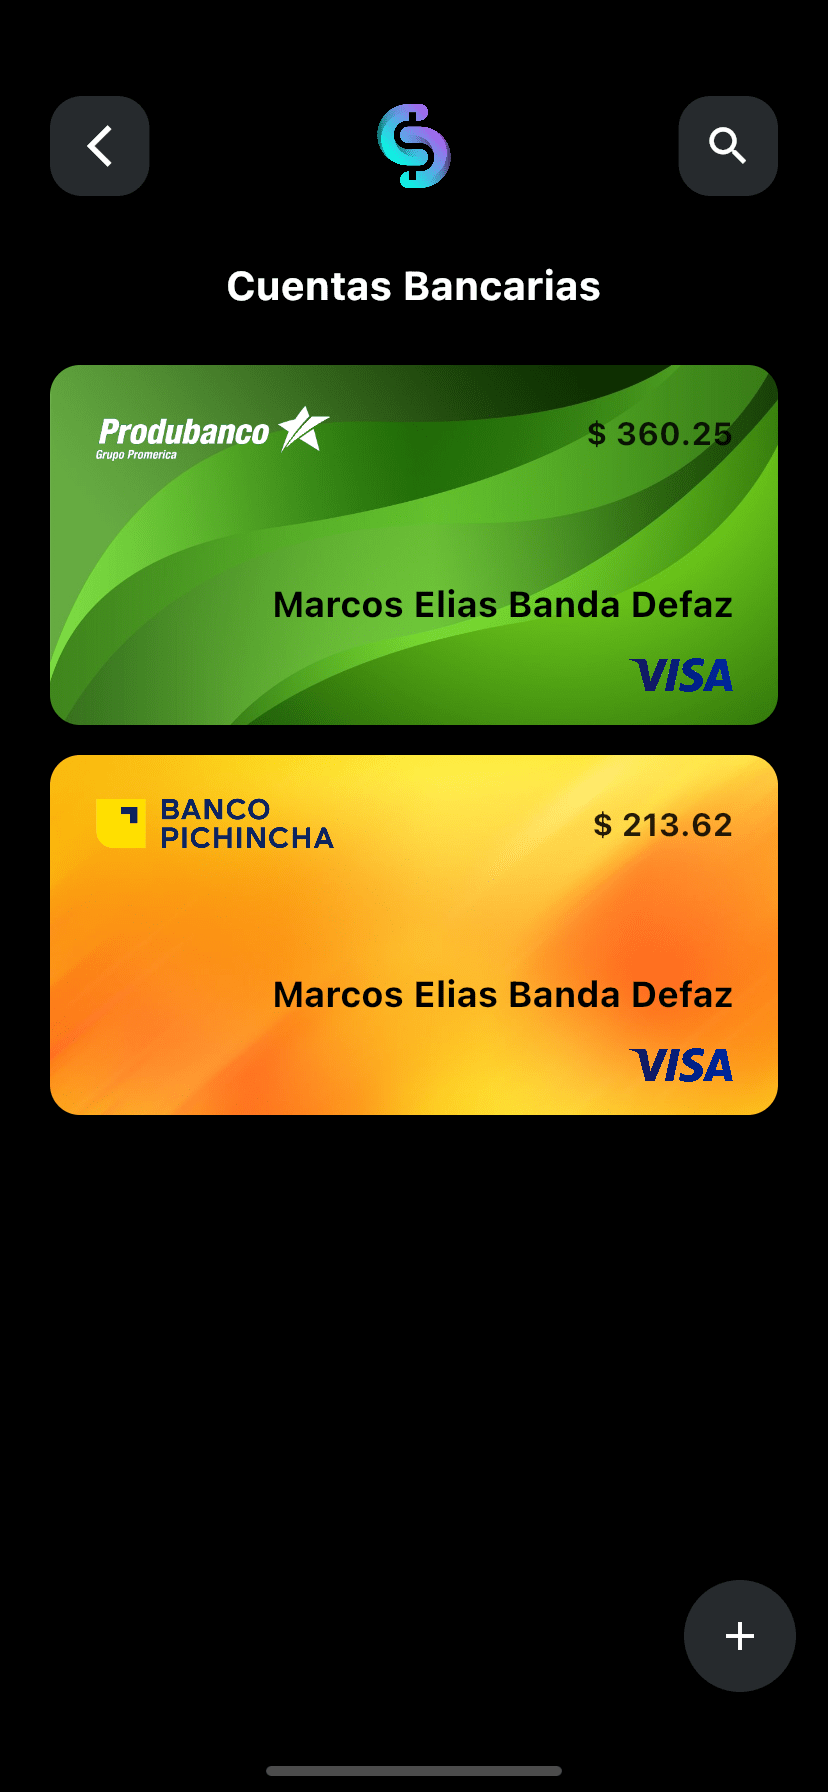 Cuentas Bancarias
Produbanco
Grupo Promerica
$ 360.25
Marcos Elias Banda Defaz
VISA
BANCO
PICHINCHA
$ 213.62
Marcos Elias Banda Defaz
VISA